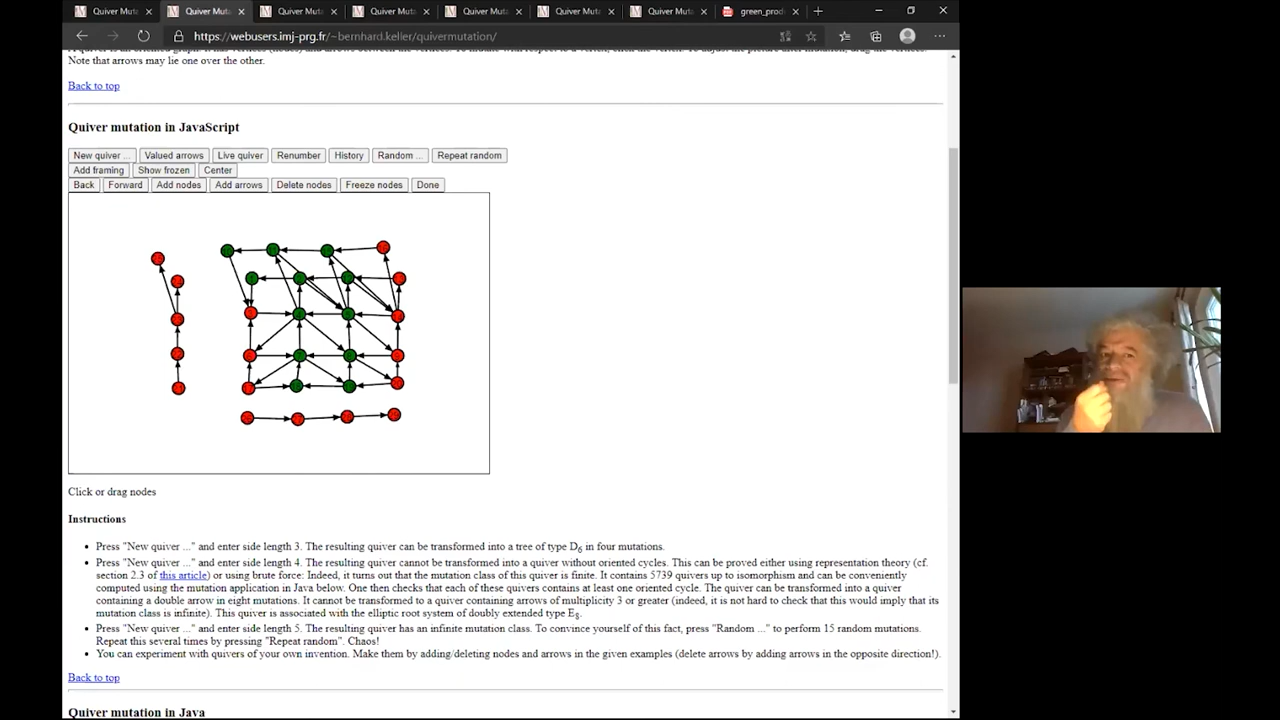 Quiver Mutat
Quiver Mutat
Quiver Mutat
Quiver Mutat
Quiver Mutat
Quiver Mutat
Quiver Mutat
green_prod
https://webusers.imj-prg.fr/~bernhard.keller/quivermutation/
Note that arrows may lie one over the other.
Back to top
Quiver mutation in JavaScript
New quiver ... Valued arrows Live quiver Renumber History Random ... Repeat random
Add framing Show frozen Center
Back Forward Add nodes Add arrows Delete nodes Freeze nodes Done
Click or drag nodes
Instructions
Press "New quiver ..." and enter side length 3. The resulting quiver can be transformed into a tree of type D6 in four mutations.
Press "New quiver ..." and enter side length 4. The resulting quiver cannot be transformed into a quiver without oriented cycles. This can be proved either using representation theory (cf.
section 2.3 of this article) or using brute force: Indeed, it turns out that the mutation class of this quiver is finite. It contains 5739 quivers up to isomorphism and can be conveniently
computed using the mutation application in Java below. One then checks that each of these quivers contains at least one oriented cycle. The quiver can be transformed into a quiver
containing a double arrow in eight mutations. It cannot be transformed to a quiver containing arrows of multiplicity 3 or greater (indeed, it is not hard to check that this would imply that its
mutation class is infinite). This quiver is associated with the elliptic root system of doubly extended type E8.
Press "New quiver ..." and enter side length 5. The resulting quiver has an infinite mutation class. To convince yourself of this fact, press "Random ..." to perform 15 random mutations.
Repeat this several times by pressing "Repeat random". Chaos!
You can experiment with quivers of your own invention. Make them by adding/deleting nodes and arrows in the given examples (delete arrows by adding arrows in the opposite direction!).
Back to top
Quiver mutation in Java